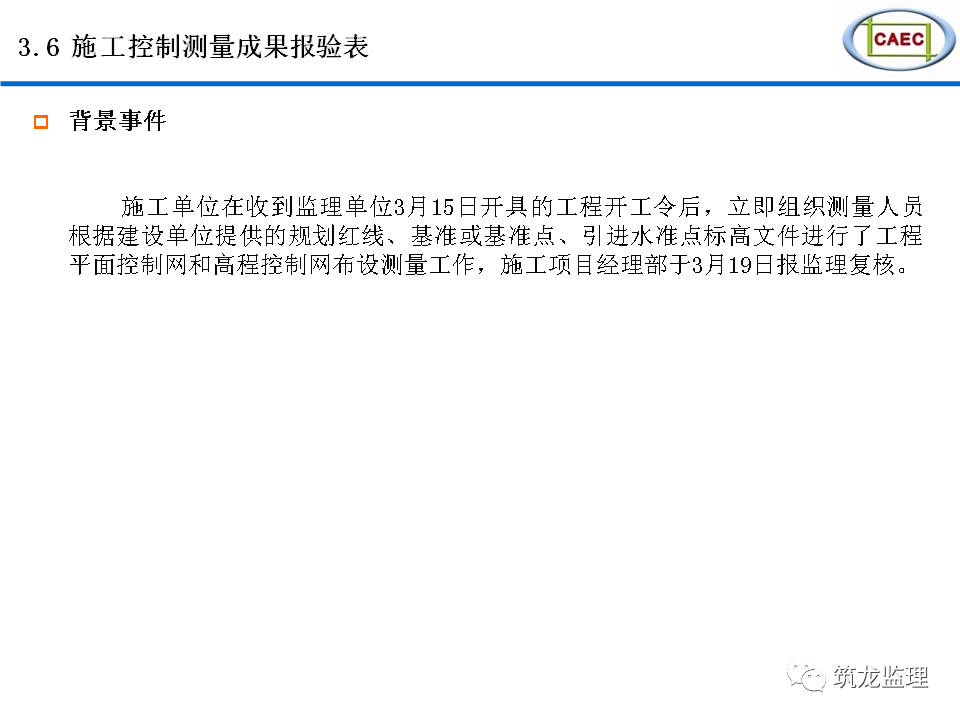 3.6 施工控制测量成果报验表
CAEC
背景事件
施工单位在收到监理单位3月15日开具的工程开工令后，立即组织测量人员
根据建设单位提供的规划红线、基准或基准点、引进水准点标高文件进行了工程
平面控制网和高程控制网布设测量工作，施工项目经理部于3月19日报监理复核。
筑龙监理